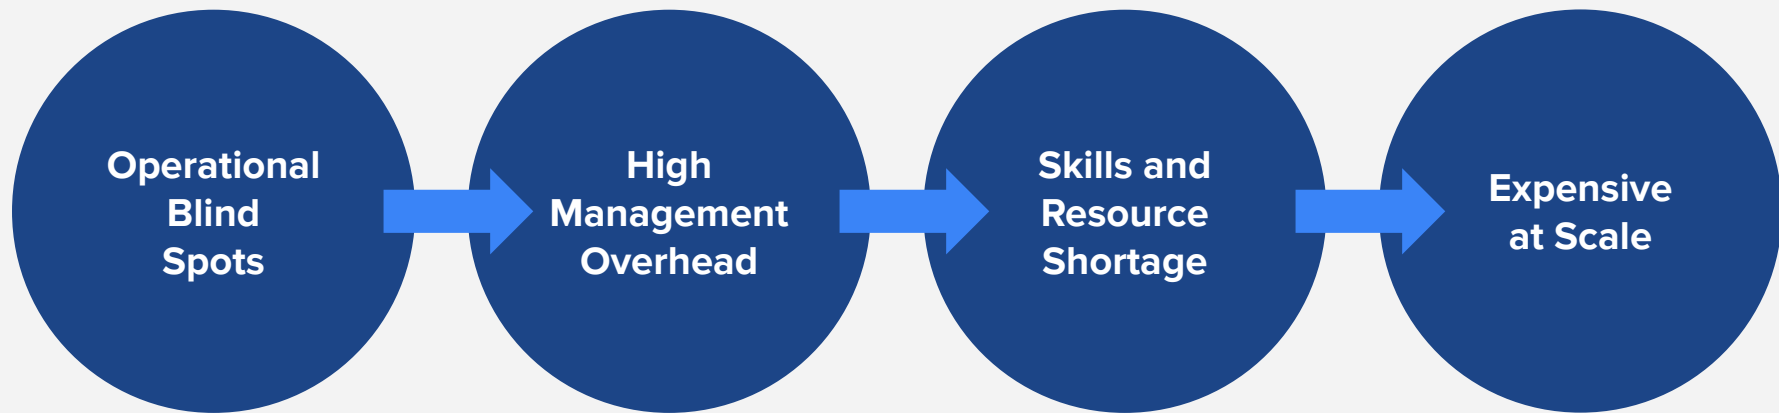 Operational
Blind
Spots
High
Management
Overhead
Skills and
Resource
Shortage
Expensive
at Scale